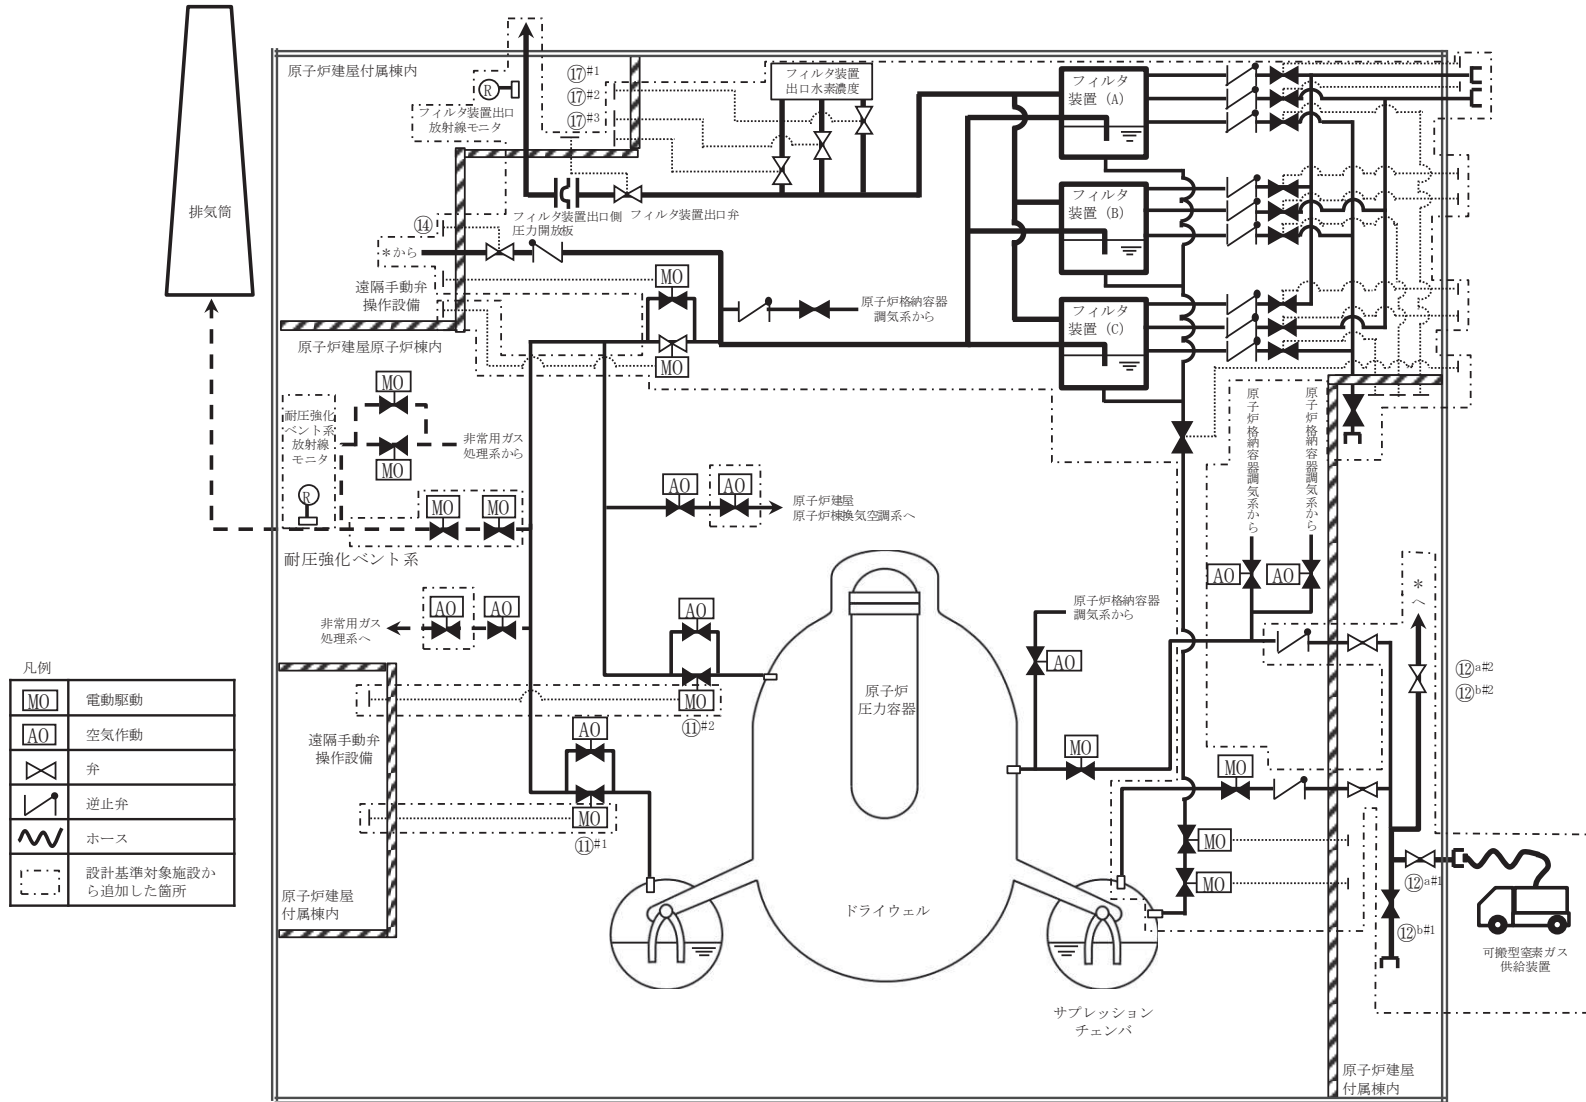 原子炉建屋付属棟内
⑰#1
⑰#2
⑰#3
R
フィルタ装置出口
放射線モニタ
フィルタ装置
出口水素濃度
フィルタ
装置（A）
フィルタ
装置（B）
フィルタ
装置（C）
排気筒
⑭
＊から
フィルタ装置出口側
圧力開放板
フィルタ装置出口弁
遠隔手動弁
操作設備
MO
MO
原子炉格納容器
調気系から
原子炉建屋原子炉棟内
MO
MO
耐圧強化
ベント系
放射線
モニタ
R
非常用ガス
処理系から
MO
MO
耐圧強化ベント系
AO
AO
原子炉建屋
原子炉棟換気空調系へ
原子炉格納容器調気系から
原子炉格納容器調気系から
AO
AO
＊へ
AO
AO
非常用ガス
処理系へ
AO
MO
⑪#2
原子炉格納容器
調気系から
AO
原子炉
圧力容器
MO
MO
⑫a#2
⑫b#2
凡例
MO
電動駆動
AO
空気作動
弁
逆止弁
ホース
設計基準対象施設か
ら追加した箇所
遠隔手動弁
操作設備
AO
MO
⑪#1
MO
MO
⑫a#1
⑫b#1
原子炉建屋
付属棟内
ドライウェル
可搬型窒素ガス
供給装置
サプレッション
チェンバ
原子炉建屋
付属棟内